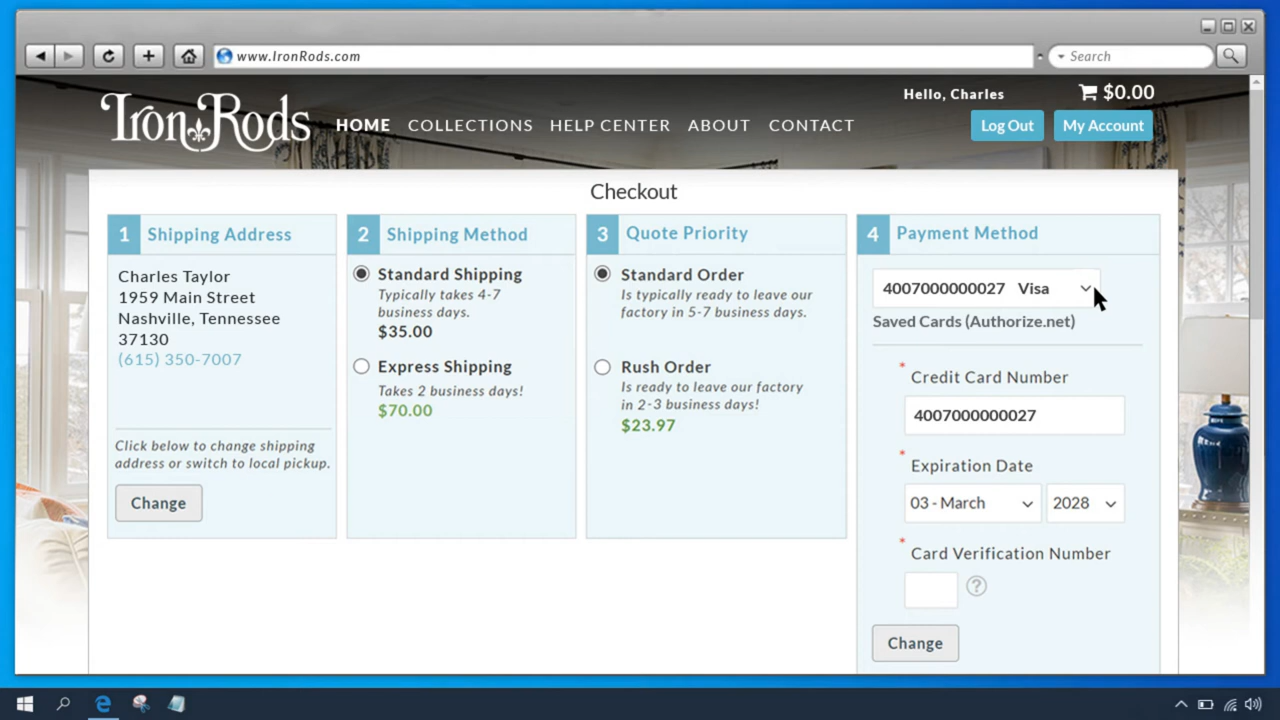 www.IronRods.com
Search
Iron Rods
HOME COLLECTIONS HELP CENTER ABOUT CONTACT
Hello, Charles
$0.00
Log Out
My Account
Checkout
1 Shipping Address
Charles Taylor
1959 Main Street
Nashville, Tennessee
37130
(615) 350-7007
Click below to change shipping
address or switch to local pickup.
Change
2 Shipping Method
Standard Shipping
Typically takes 4-7
business days.
$35.00
Express Shipping
Takes 2 business days!
$70.00
3 Quote Priority
Standard Order
Is typically ready to leave our
factory in 5-7 business days.
Rush Order
Is ready to leave our factory
in 2-3 business days!
$23.97
4 Payment Method
4007000000027 Visa
Saved Cards (Authorize.net)
* Credit Card Number
4007000000027
* Expiration Date
03 - March 2028
* Card Verification Number
?
Change